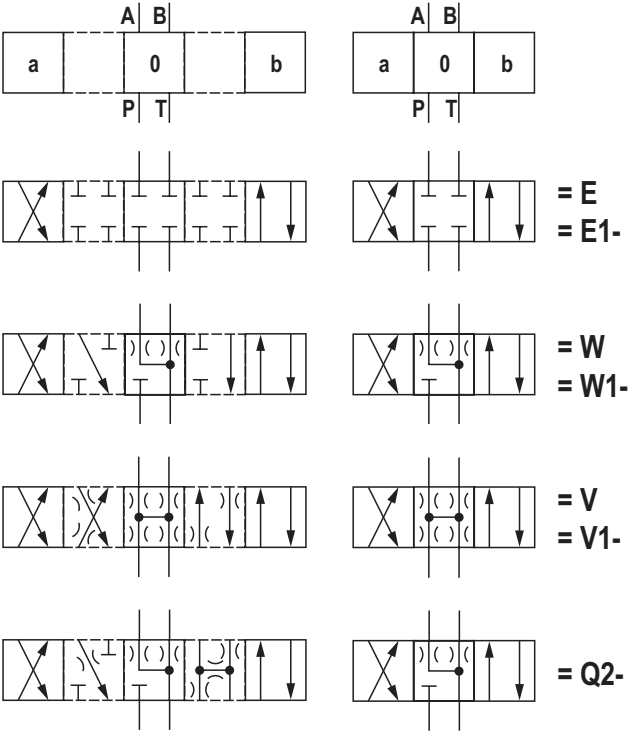 A B A B
a 0 b a 0 b
P T P T
= E
= E1-
= W
= W1-
= V
= V1-
= Q2-